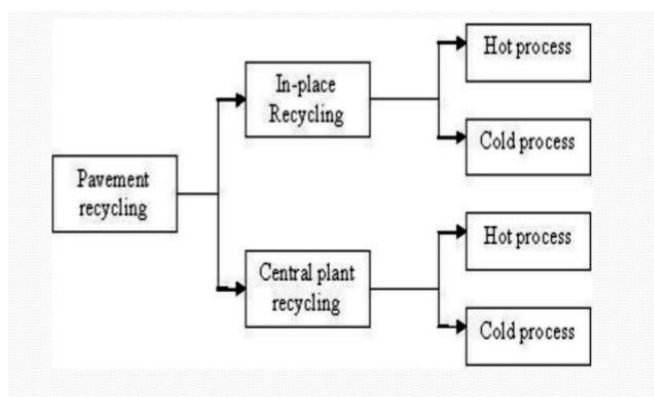 Pavement
recycling
In-place
Recycling
Hot process
Cold process
Central plant
recycling
Hot process
Cold process